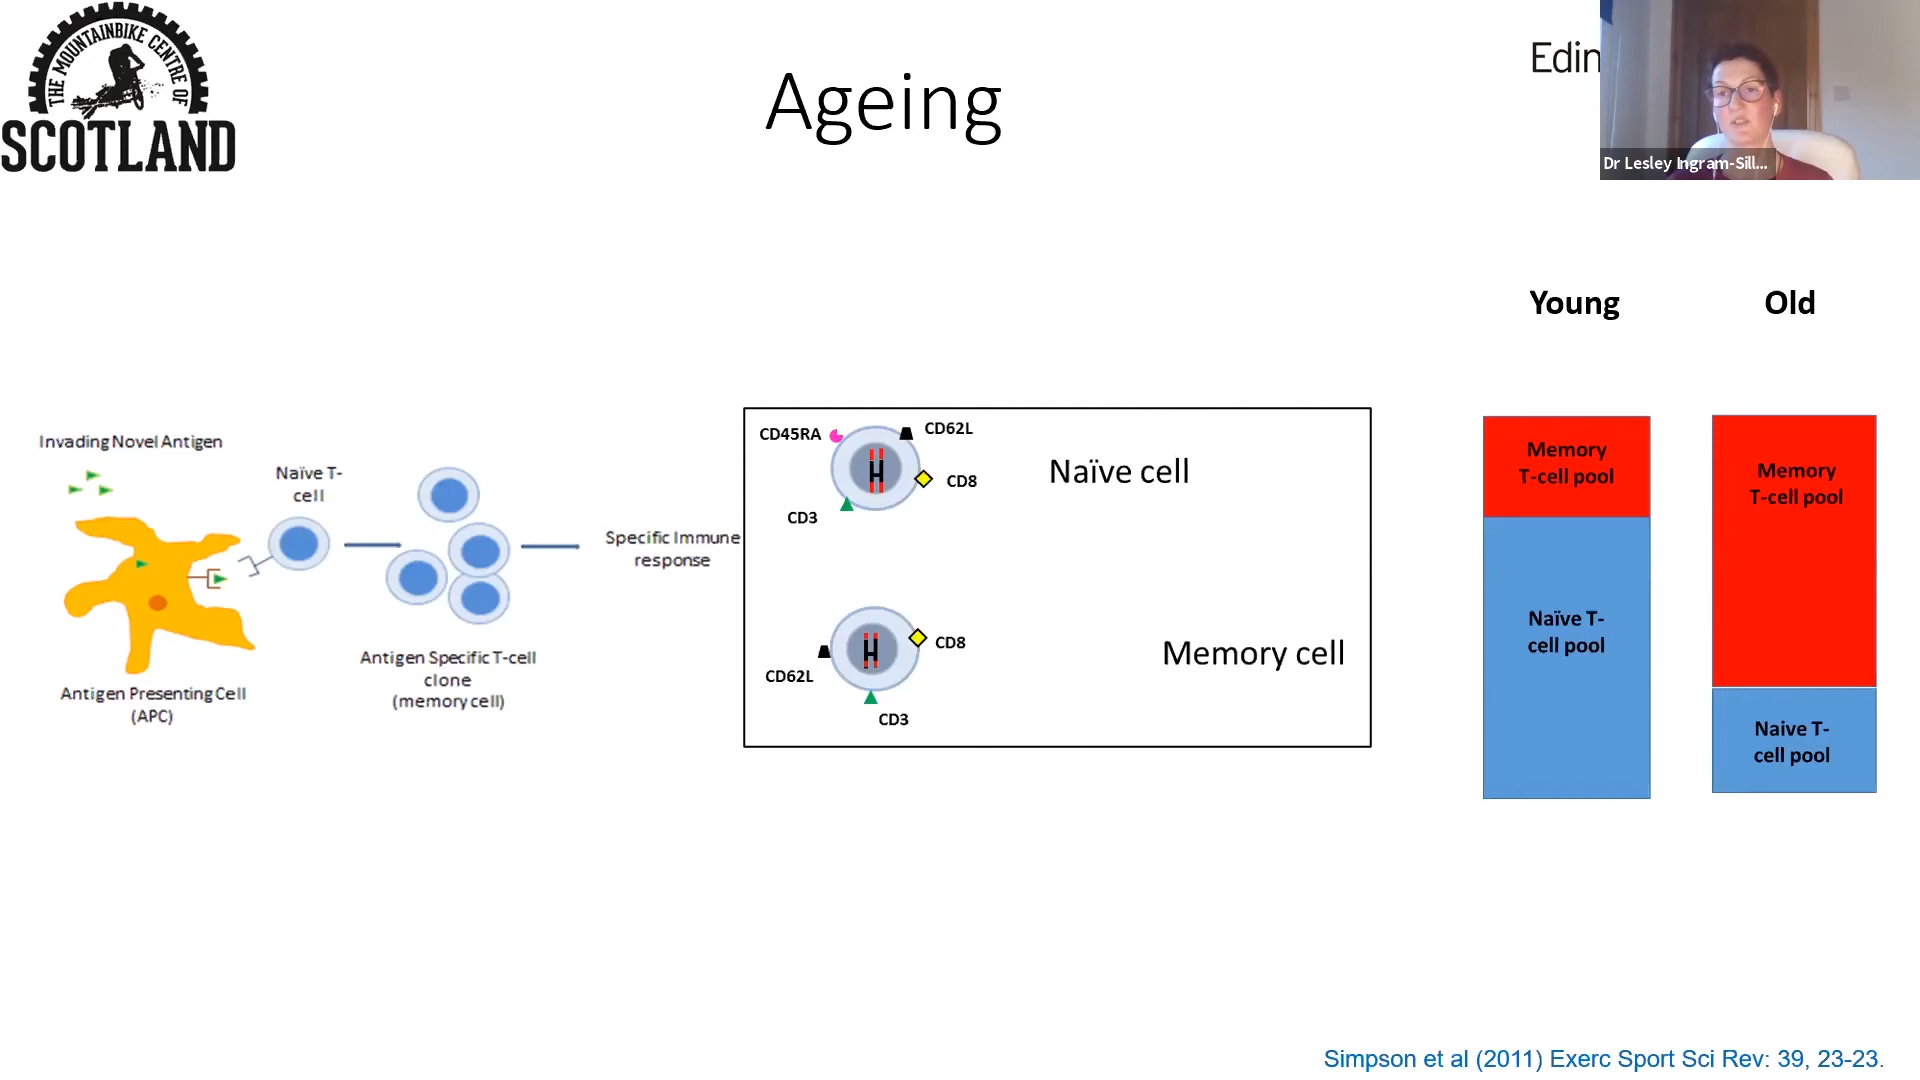 THE MOUNTAINBIKE CENTRE OF
SCOTLAND
Ageing
Edin
Dr Lesley Ingram-Sill...
Young
Old
Invading Novel Antigen
Naïve T-
cell
Antigen Presenting Cell
(APC)
Antigen Specific T-cell
clone
(memory cell)
Specific Immune
response
CD45RA
CD62L
CD8
CD3
Naïve cell
CD62L
CD8
CD3
Memory cell
Memory
T-cell pool
Naïve T-
cell pool
Memory
T-cell pool
Naive T-
cell pool
Simpson et al (2011) Exerc Sport Sci Rev: 39, 23-23.